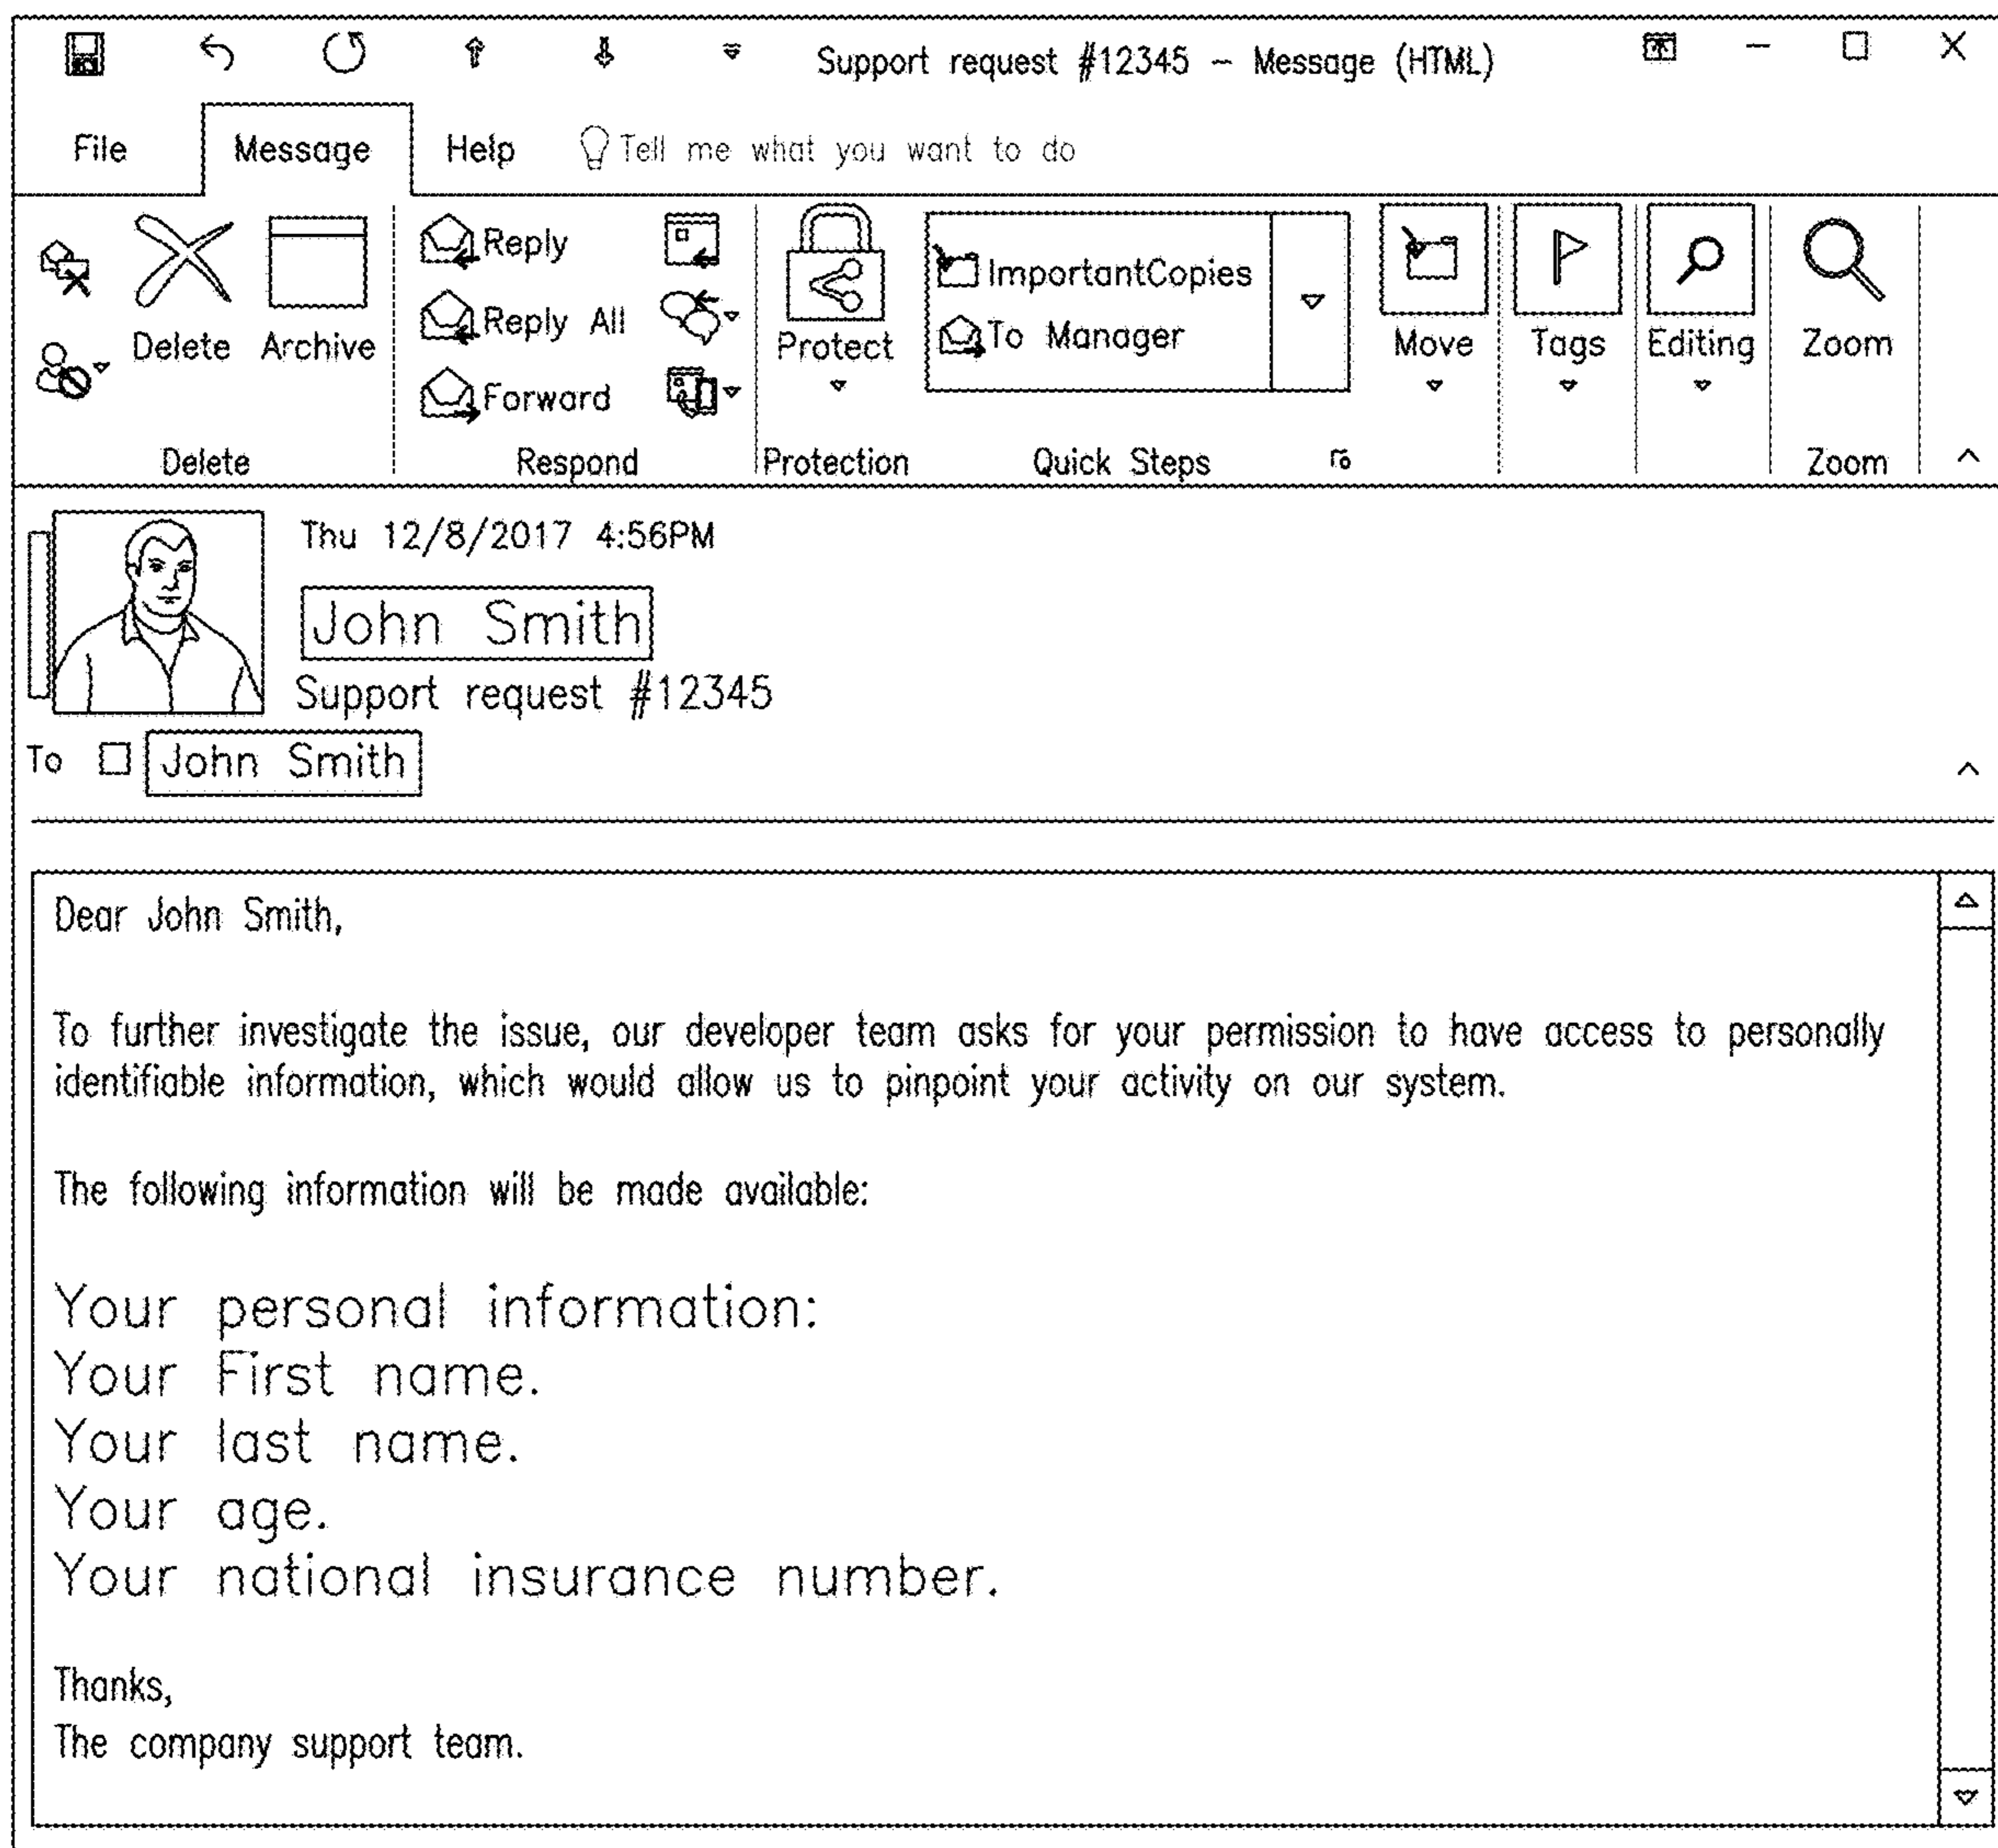 Support request #12345 – Message (HTML)
File Message Help Tell me what you want to do
Delete Archive
Reply
Reply All
Forward
Protect
ImportantCopies
To Manager
Move Tags Editing Zoom
Delete Respond Protection Quick Steps Zoom
Thu 12/8/2017 4:56PM
John Smith
Support request #12345
To John Smith
Dear John Smith,
To further investigate the issue, our developer team asks for your permission to have access to personally
identifiable information, which would allow us to pinpoint your activity on our system.
The following information will be made available:
Your personal information:
Your First name.
Your last name.
Your age.
Your national insurance number.
Thanks,
The company support team.